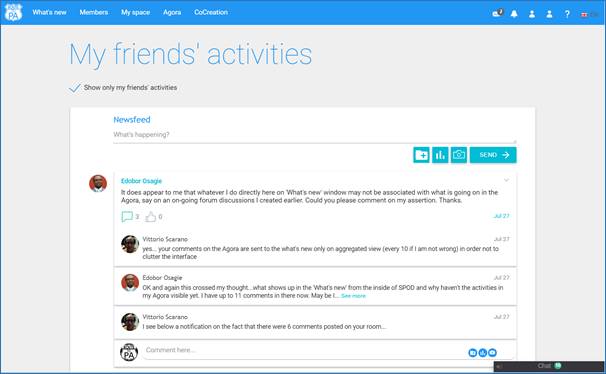 What's new Members My space Agora CoCreation 2 ? EN
PA
My friends' activities
Show only my friends' activities
Newsfeed
What's happening?
SEND
Edobor Osagie
It does appear to me that whatever I do directly here on 'What's new' window may not be associated with what is going on in the
Agora, say on an on-going forum discussions I created earlier. Could you please comment on my assertion. Thanks.
3 0 Jul 27
Vittorio Scarano Jul 27
yes... your comments on the Agora are sent to the what's new only on aggregated view (every 10 if I am not wrong) in order not to
clutter the interface
Edobor Osagie Jul 27
OK and again this crossed my thought...what shows up in the 'What's new' from the inside of SPOD and why haven't the activities in
my Agora visible yet. I have up to 11 comments in there now. May be I... See more
Vittorio Scarano Jul 27
I see below a notification on the fact that there were 6 comments posted on your room...
PA
Comment here...
Chat